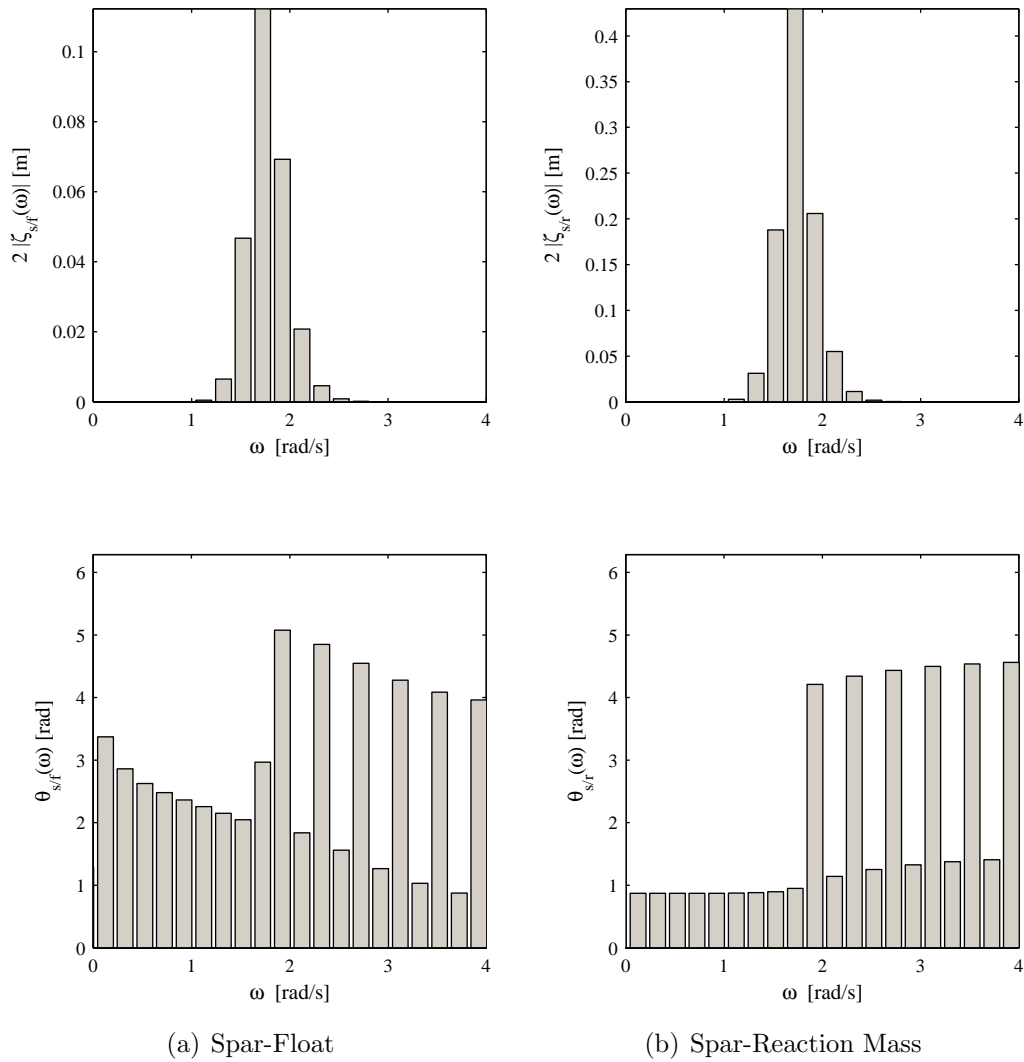 0.1
0.08
0.06
0.04
0.02
0
2 |ζs/f(ω)| [m]
0 1 2 3 4
ω [rad/s]
0.4
0.35
0.3
0.25
0.2
0.15
0.1
0.05
0
2 |ζs/r(ω)| [m]
0 1 2 3 4
ω [rad/s]
6
5
4
3
2
1
0
θs/f(ω) [rad]
0 1 2 3 4
ω [rad/s]
(a) Spar-Float
6
5
4
3
2
1
0
θs/r(ω) [rad]
0 1 2 3 4
ω [rad/s]
(b) Spar-Reaction Mass